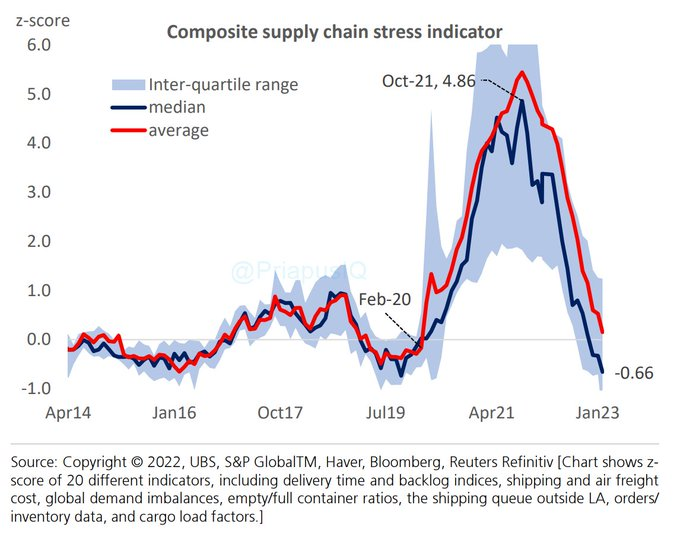 z-score
Composite supply chain stress indicator
6.0
5.0
4.0
3.0
2.0
1.0
0.0
-1.0
Inter-quartile range
median
average
Oct-21, 4.86
@PriapusIQ
Feb-20
-0.66
Apr14
Jan16
Oct17
Jul19
Apr21
Jan23
Source: Copyright © 2022, UBS, S&P GlobalTM, Haver, Bloomberg, Reuters Refinitiv [Chart shows z-
score of 20 different indicators, including delivery time and backlog indices, shipping and air freight
cost, global demand imbalances, empty/full container ratios, the shipping queue outside LA, orders/
inventory data, and cargo load factors.]